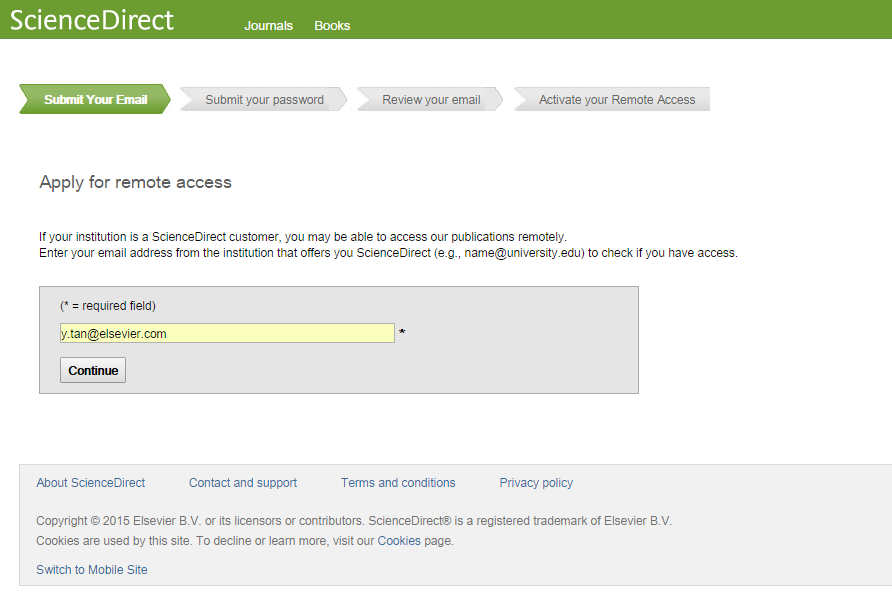 ScienceDirect
Journals Books
Submit Your Email Submit your password Review your email Activate your Remote Access
Apply for remote access
If your institution is a ScienceDirect customer, you may be able to access our publications remotely.
Enter your email address from the institution that offers you ScienceDirect (e.g., name@university.edu) to check if you have access.
(* = required field)
y.tan@elsevier.com *
Continue
About ScienceDirect Contact and support Terms and conditions Privacy policy
Copyright © 2015 Elsevier B.V. or its licensors or contributors. ScienceDirect® is a registered trademark of Elsevier B.V.
Cookies are used by this site. To decline or learn more, visit our Cookies page.
Switch to Mobile Site